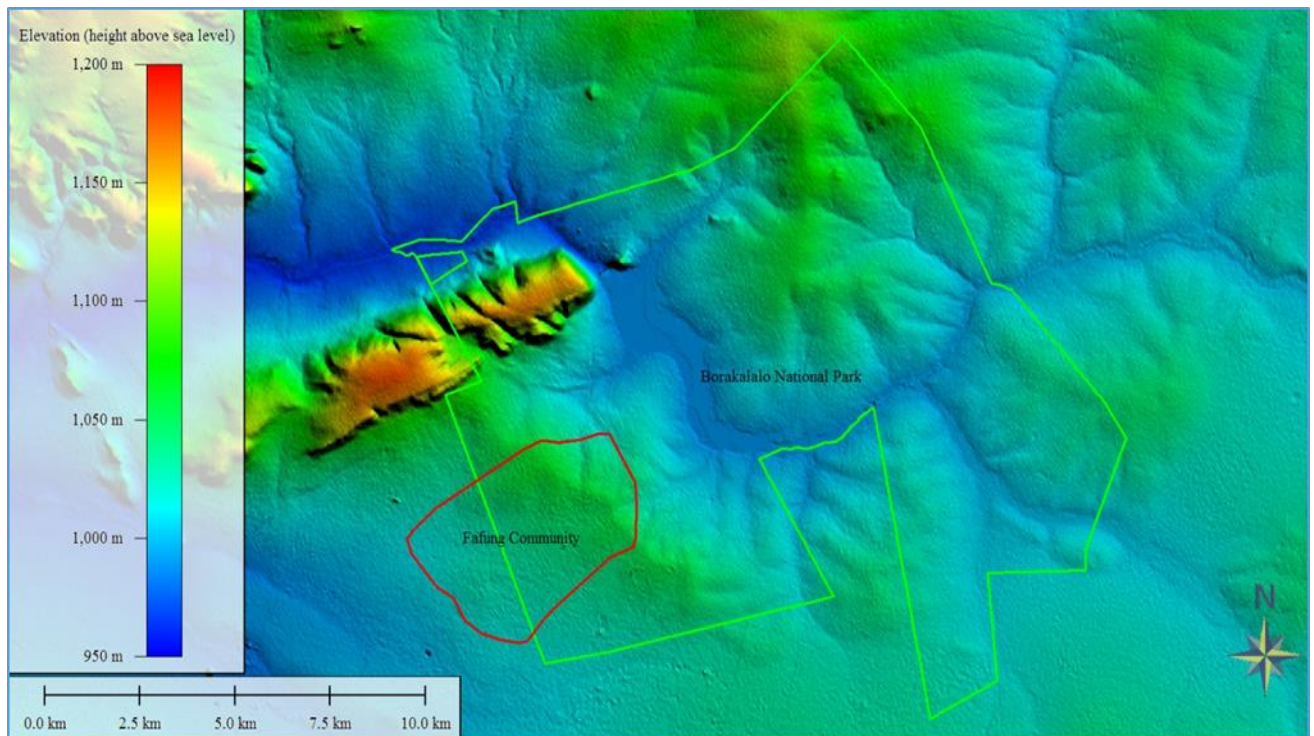 Elevation (height above sea level)
1,200 m
1,150 m
1,100 m
1,050 m
1,000 m
950 m
0.0 km 2.5 km 5.0 km 7.5 km 10.0 km
Borakalalo National Park
Fafung Community
N